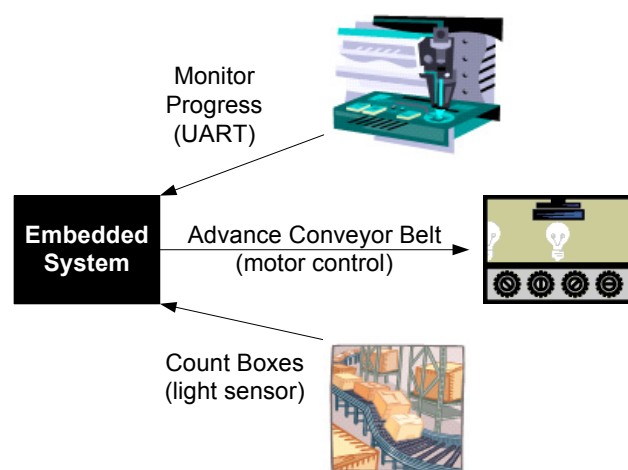 Monitor
Progress
(UART)
Embedded
System
Advance Conveyor Belt
(motor control)
Count Boxes
(light sensor)